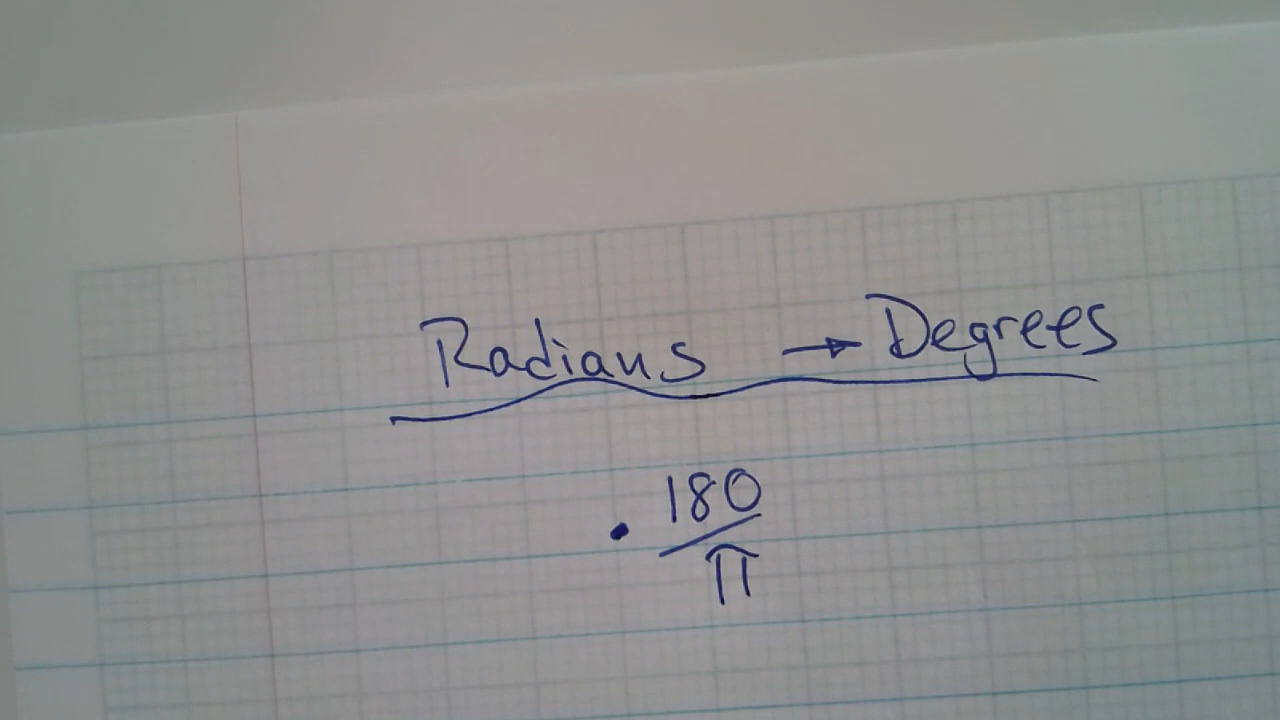 Radians → Degrees
• 180/π